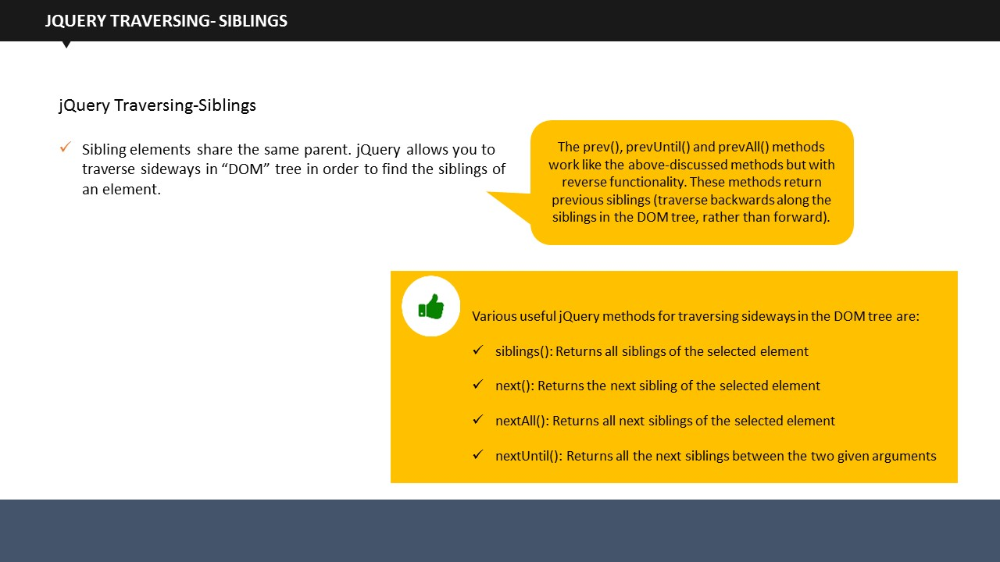 JQUERY TRAVERSING- SIBLINGS
jQuery Traversing-Siblings
Sibling elements share the same parent. jQuery allows you to
traverse sideways in “DOM” tree in order to find the siblings of
an element.
The prev(), prevUntil() and prevAll() methods
work like the above-discussed methods but with
reverse functionality. These methods return
previous siblings (traverse backwards along the
siblings in the DOM tree, rather than forward).
Various useful jQuery methods for traversing sideways in the DOM tree are:
siblings(): Returns all siblings of the selected element
next(): Returns the next sibling of the selected element
nextAll(): Returns all next siblings of the selected element
nextUntil(): Returns all the next siblings between the two given arguments